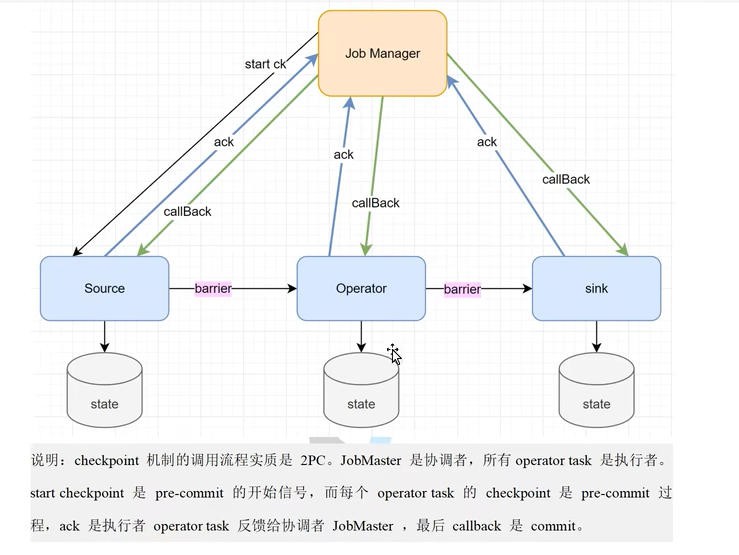 Job Manager
start ck
ack
ack
ack
callBack
callBack
callBack
Source
barrier
Operator
barrier
sink
state
state
state
说明：checkpoint 机制的调用流程实质是 2PC。JobMaster 是协调者，所有 operator task 是执行者。
start checkpoint 是 pre-commit 的开始信号，而每个 operator task 的 checkpoint 是 pre-commit 过
程，ack 是执行者 operator task 反馈给协调者 JobMaster ，最后 callback 是 commit。